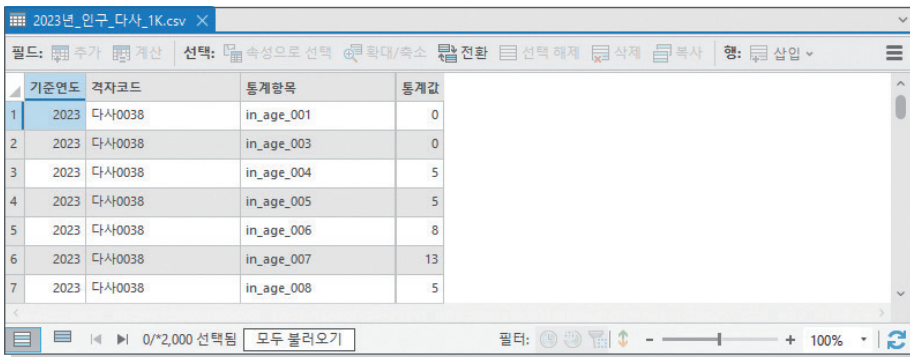 2023년_인구_다사_1K.csv
필드: 추가 계산 선택: 속성으로 선택 확대/축소 전환 선택 해제 삭제 복사 행: 삽입
기준연도 격자코드 통계항목 통계값
1 2023 다사0038 in_age_001 0
2 2023 다사0038 in_age_003 0
3 2023 다사0038 in_age_004 5
4 2023 다사0038 in_age_005 5
5 2023 다사0038 in_age_006 8
6 2023 다사0038 in_age_007 13
7 2023 다사0038 in_age_008 5
0/*2,000 선택됨 모두 불러오기 필터: - + 100%